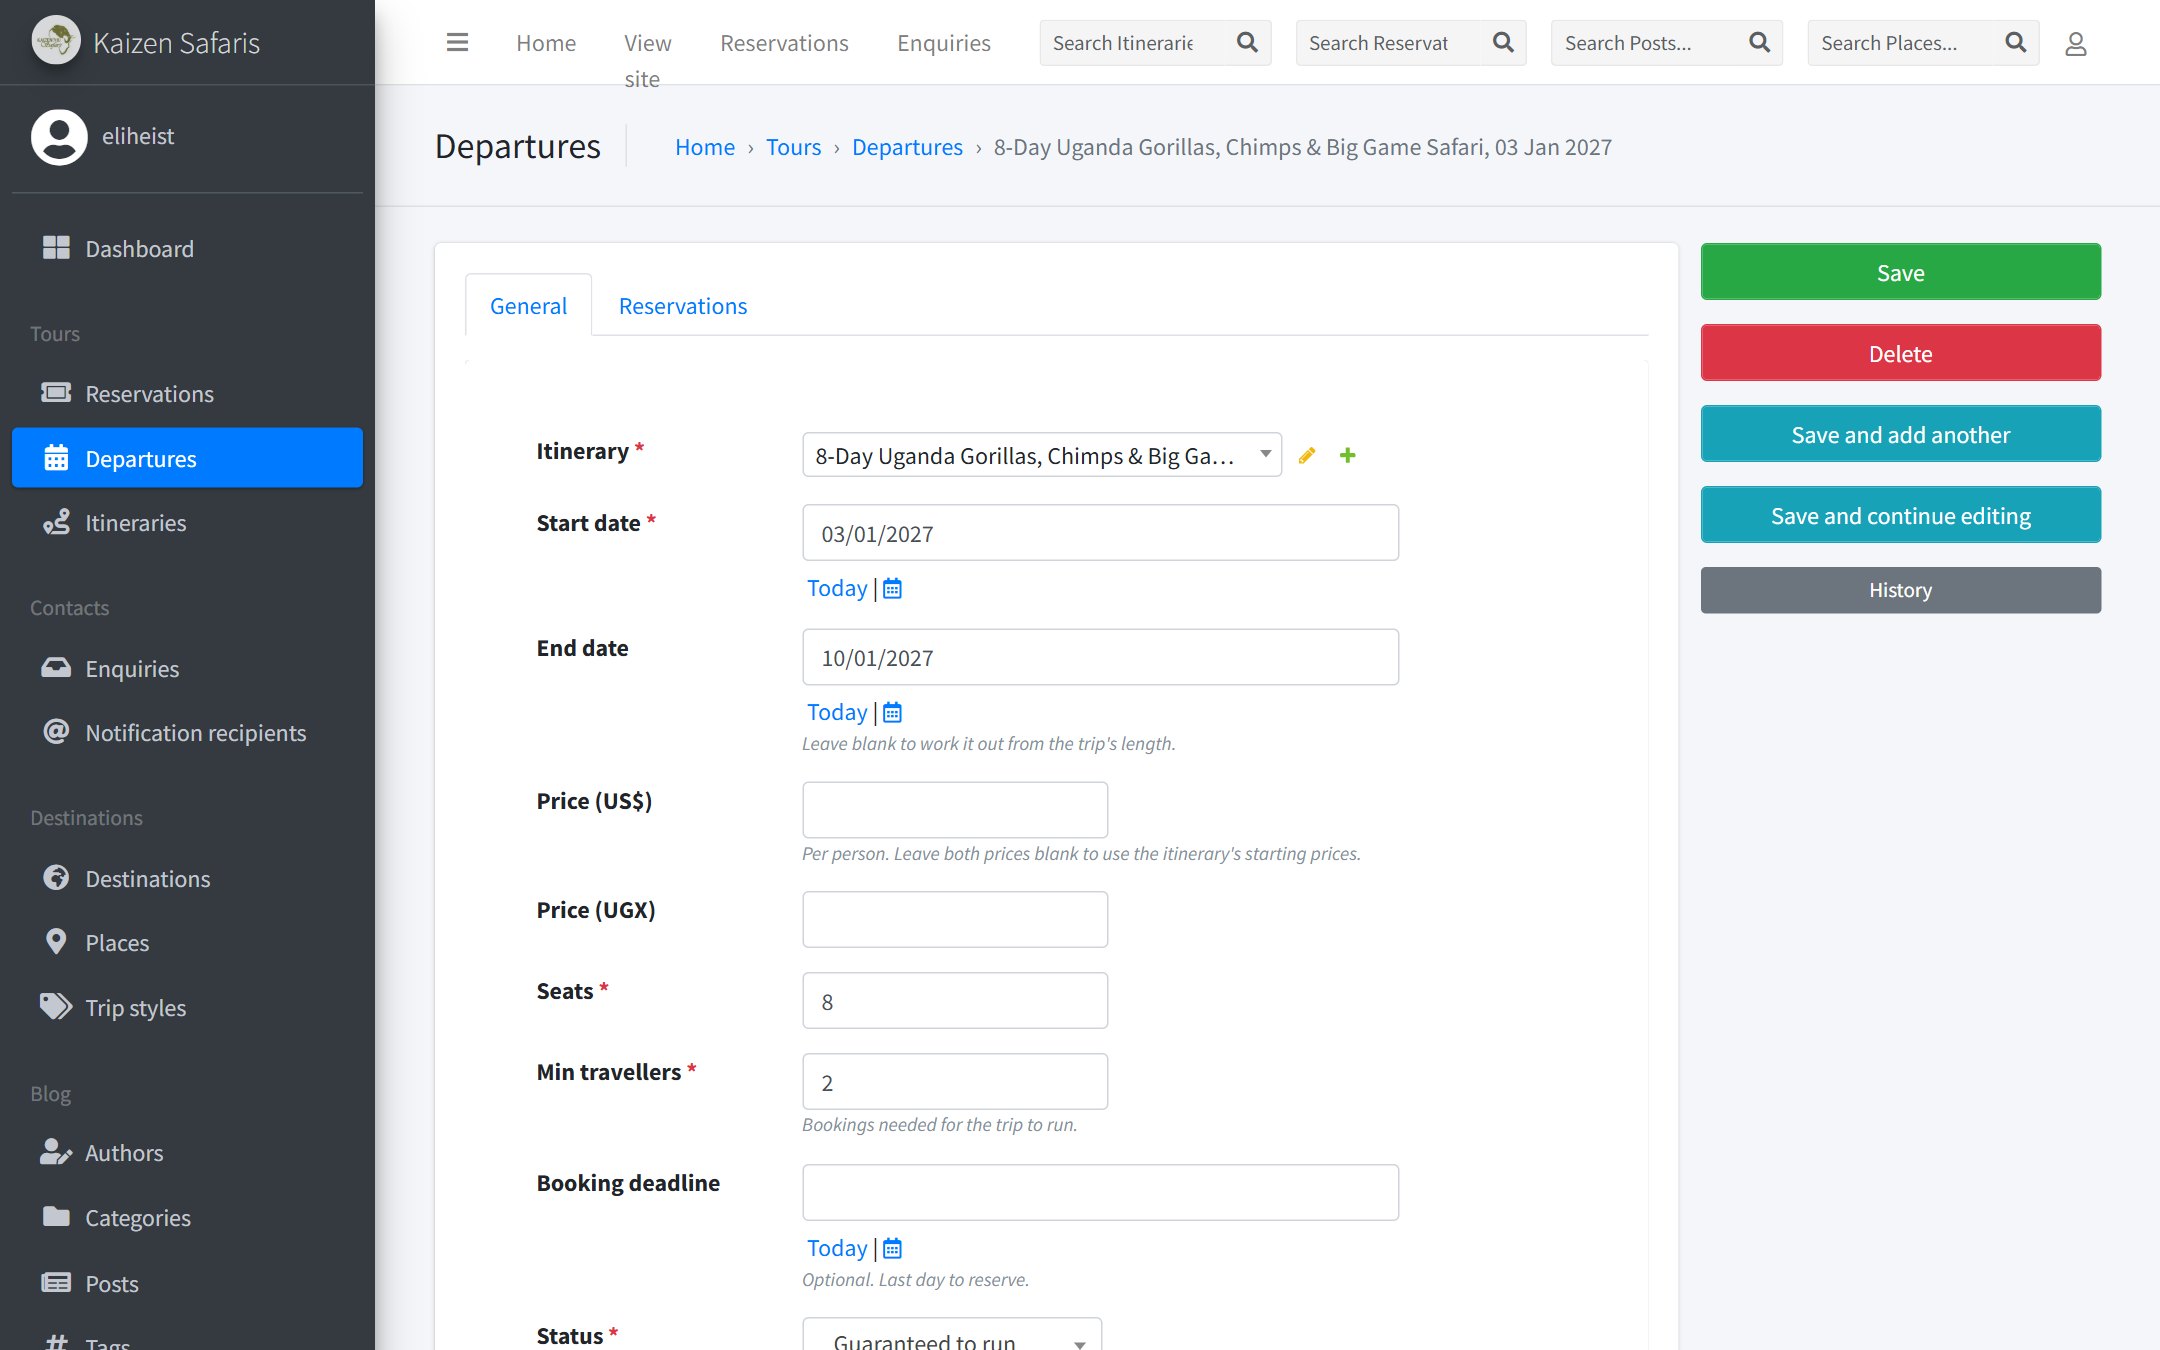 Kaizen Safaris
Home
View site
Reservations
Enquiries
Search Itinerarie
Search Reservat
Search Posts...
Search Places...
eliheist
Departures
Home › Tours › Departures › 8-Day Uganda Gorillas, Chimps & Big Game Safari, 03 Jan 2027
Dashboard
Tours
Reservations
Departures
Itineraries
Contacts
Enquiries
Notification recipients
Destinations
Destinations
Places
Trip styles
Blog
Authors
Categories
Posts
Tags
General
Reservations
Itinerary *
8-Day Uganda Gorillas, Chimps & Big Ga...
Start date *
03/01/2027
Today |
End date
10/01/2027
Today |
Leave blank to work it out from the trip's length.
Price (US$)
Per person. Leave both prices blank to use the itinerary's starting prices.
Price (UGX)
Seats *
8
Min travellers *
2
Bookings needed for the trip to run.
Booking deadline
Today |
Optional. Last day to reserve.
Status *
Guaranteed to run
Save
Delete
Save and add another
Save and continue editing
History